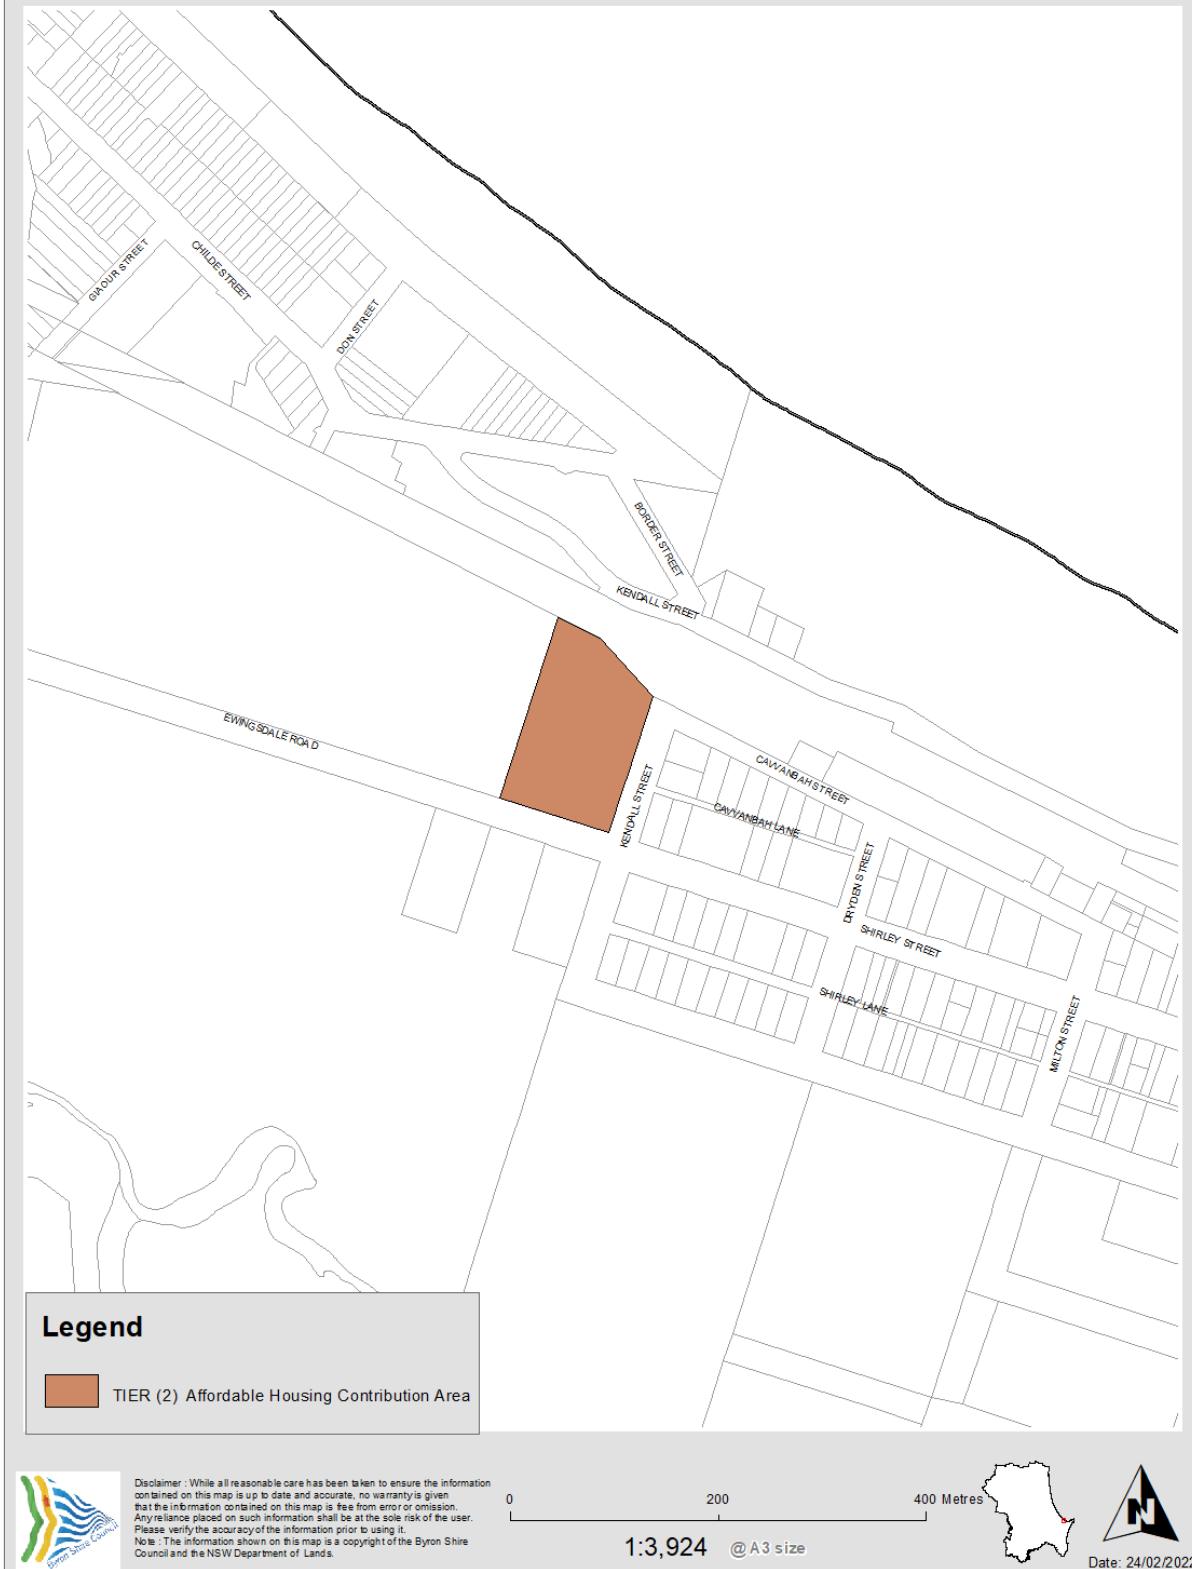 GIAOUR STREET
CHILDE STREET
DON STREET
BORDER STREET
KENDALL STREET
EWINGSDALE ROAD
KENDALL STREET
CAVVANBAH STREET
CAVVANBAH LANE
DRYDEN STREET
SHIRLEY STREET
SHIRLEY LANE
MILTON STREET
Legend
TIER (2) Affordable Housing Contribution Area
Byron Shire Council
Disclaimer : While all reasonable care has been taken to ensure the information
contained on this map is up to date and accurate, no warranty is given
that the information contained on this map is free from error or omission.
Any reliance placed on such information shall be at the sole risk of the user.
Please verify the accuracy of the information prior to using it.
Note : The information shown on this map is a copyright of the Byron Shire
Council and the NSW Department of Lands.
0 200 400 Metres
1:3,924 @ A3 size
N
Date: 24/02/2022